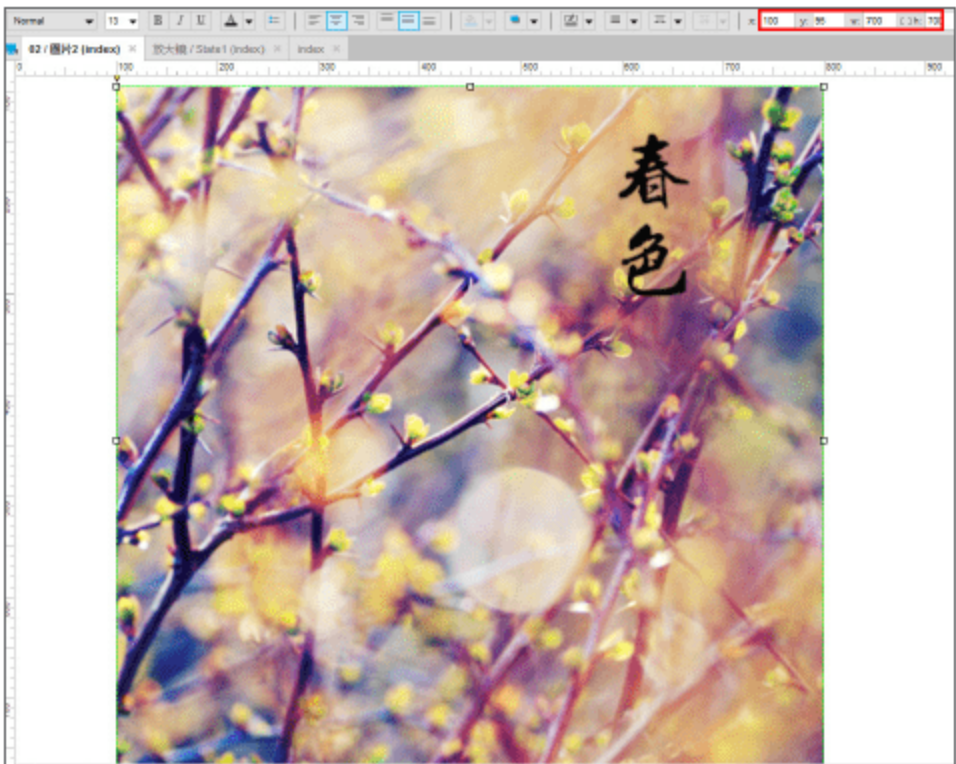 Normal 13 B I U A x: 100 y: 95 w: 700 h: 700
02 / 图片2 (index) × 放大镜 / State1 (index) × index ×
0 100 200 300 400 500 600 700 800 900
春
色